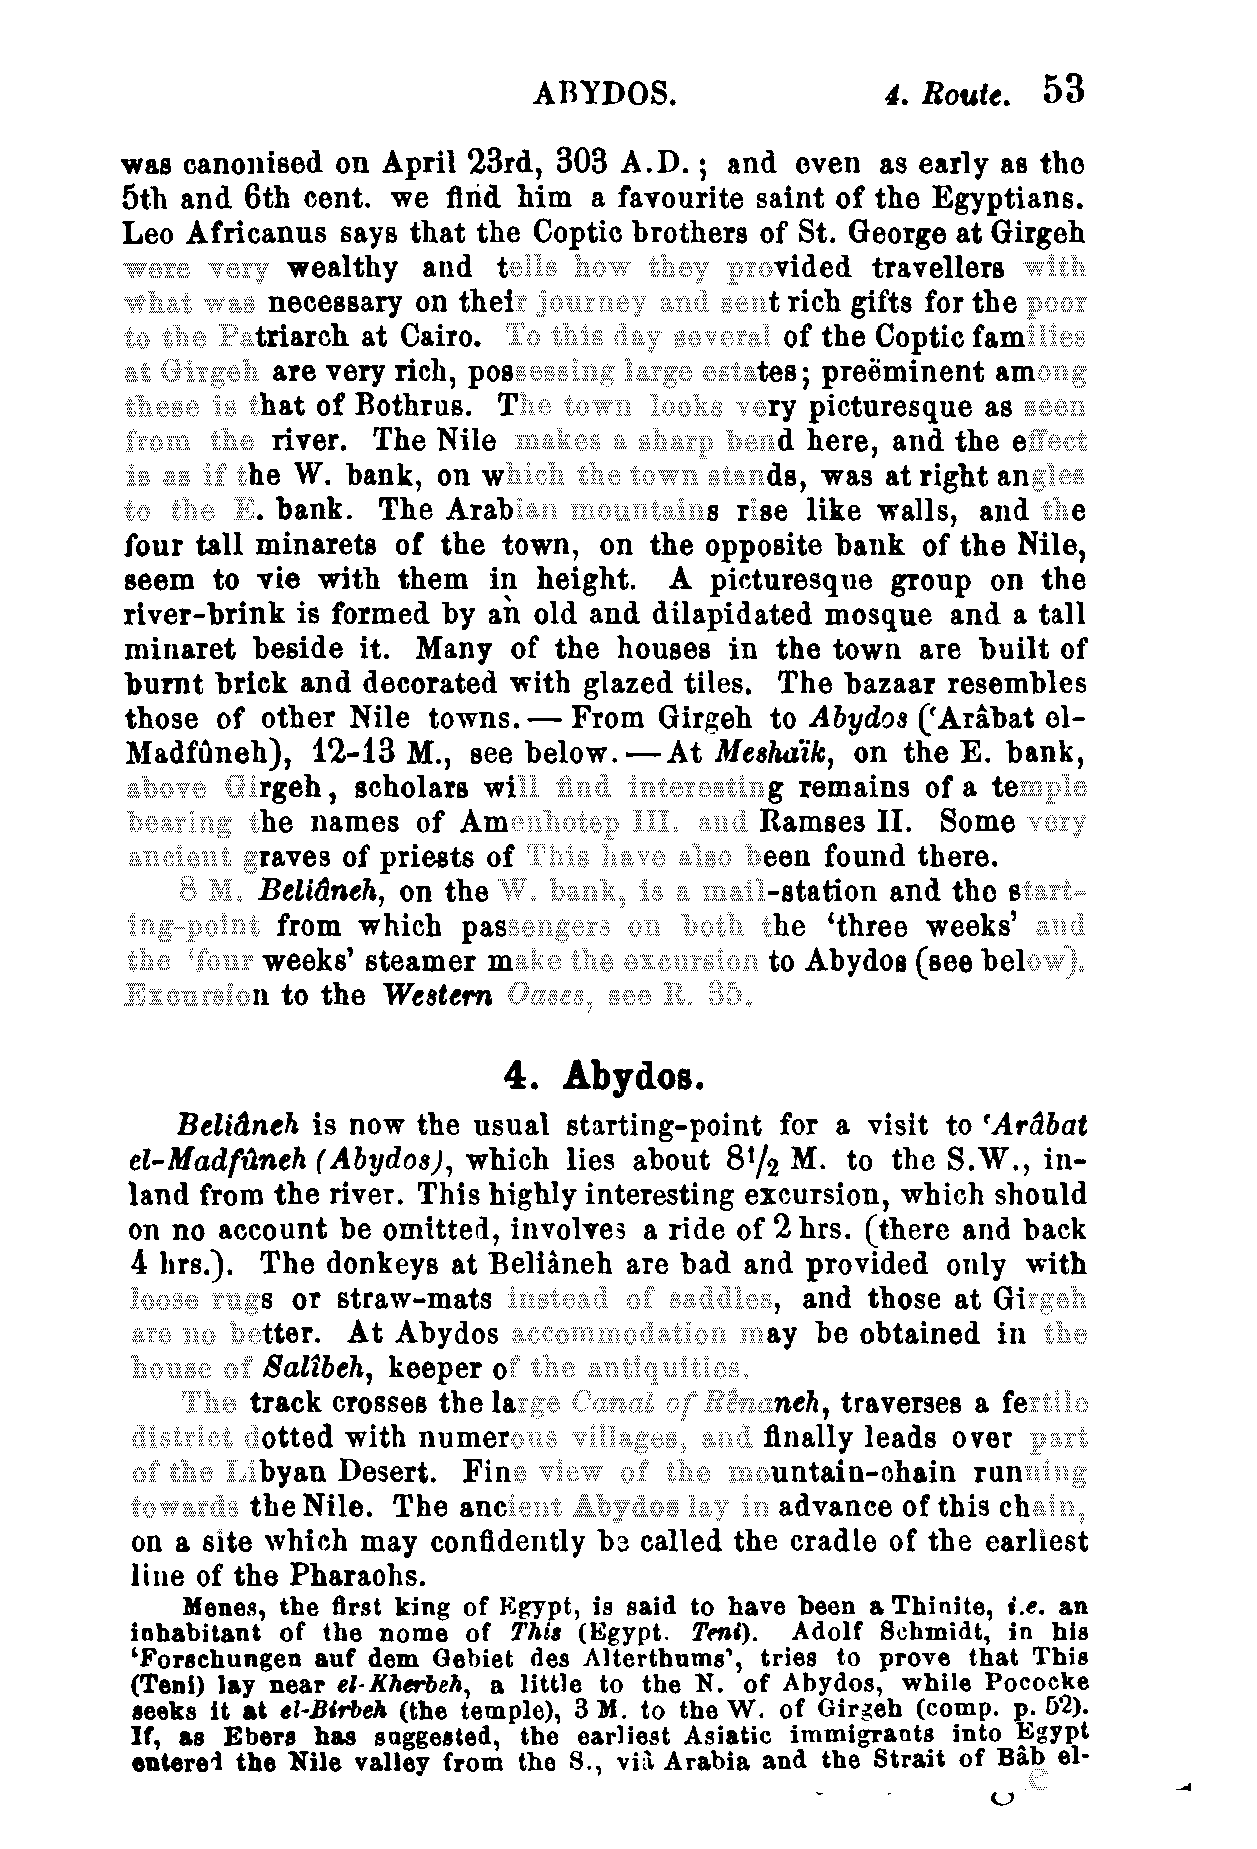 ABYDOS. 4. Route. 53
was canonised on April 23rd, 303 A.D.; and even as early as the
5th and 6th cent. we find him a favourite saint of the Egyptians.
Leo Africanus says that the Coptic brothers of St. George at Girgeh
were very wealthy and tells how they provided travellers with
what was necessary on their journey and sent rich gifts for the poor
to the Patriarch at Cairo. To this day several of the Coptic families
at Girgeh are very rich, possessing large estates; preëminent among
these is that of Bothrus. The town looks very picturesque as seen
from the river. The Nile makes a sharp bend here, and the effect
is as if the W. bank, on which the town stands, was at right angles
to the E. bank. The Arabian mountains rise like walls, and the
four tall minarets of the town, on the opposite bank of the Nile,
seem to vie with them in height. A picturesque group on the
river-brink is formed by an old and dilapidated mosque and a tall
minaret beside it. Many of the houses in the town are built of
burnt brick and decorated with glazed tiles. The bazaar resembles
those of other Nile towns. — From Girgeh to Abydos ('Arâbat el-
Madfûneh), 12-13 M., see below. — At Meshaïk, on the E. bank,
above Girgeh, scholars will find interesting remains of a temple
bearing the names of Amenhotep III. and Ramses II. Some very
ancient graves of priests of This have also been found there.
8 M. Beliâneh, on the W. bank, is a mail-station and the start-
ing-point from which passengers on both the 'three weeks' and
the 'four weeks' steamer make the excursion to Abydos (see below).
Excursion to the Western Oases, see R. 35.
4. Abydos.
Beliâneh is now the usual starting-point for a visit to 'Arâbat
el-Madfûneh (Abydos), which lies about 8 1/2 M. to the S.W., in-
land from the river. This highly interesting excursion, which should
on no account be omitted, involves a ride of 2 hrs. (there and back
4 hrs.). The donkeys at Beliâneh are bad and provided only with
loose rugs or straw-mats instead of saddles, and those at Girgeh
are no better. At Abydos accommodation may be obtained in the
house of Salîbeh, keeper of the antiquities.
The track crosses the large Canal of Rênaneh, traverses a fertile
district dotted with numerous villages, and finally leads over part
of the Libyan Desert. Fine view of the mountain-chain running
towards the Nile. The ancient Abydos lay in advance of this chain,
on a site which may confidently be called the cradle of the earliest
line of the Pharaohs.
Menes, the first king of Egypt, is said to have been a Thinite, i.e. an
inhabitant of the nome of This (Egypt. Teni). Adolf Schmidt, in his
'Forschungen auf dem Gebiet des Alterthums', tries to prove that This
(Teni) lay near el-Kherbeh, a little to the N. of Abydos, while Pococke
seeks it at el-Birbeh (the temple), 3 M. to the W. of Girgeh (comp. p. 52).
If, as Ebers has suggested, the earliest Asiatic immigrants into Egypt
entered the Nile valley from the S., viâ Arabia and the Strait of Bâb el-